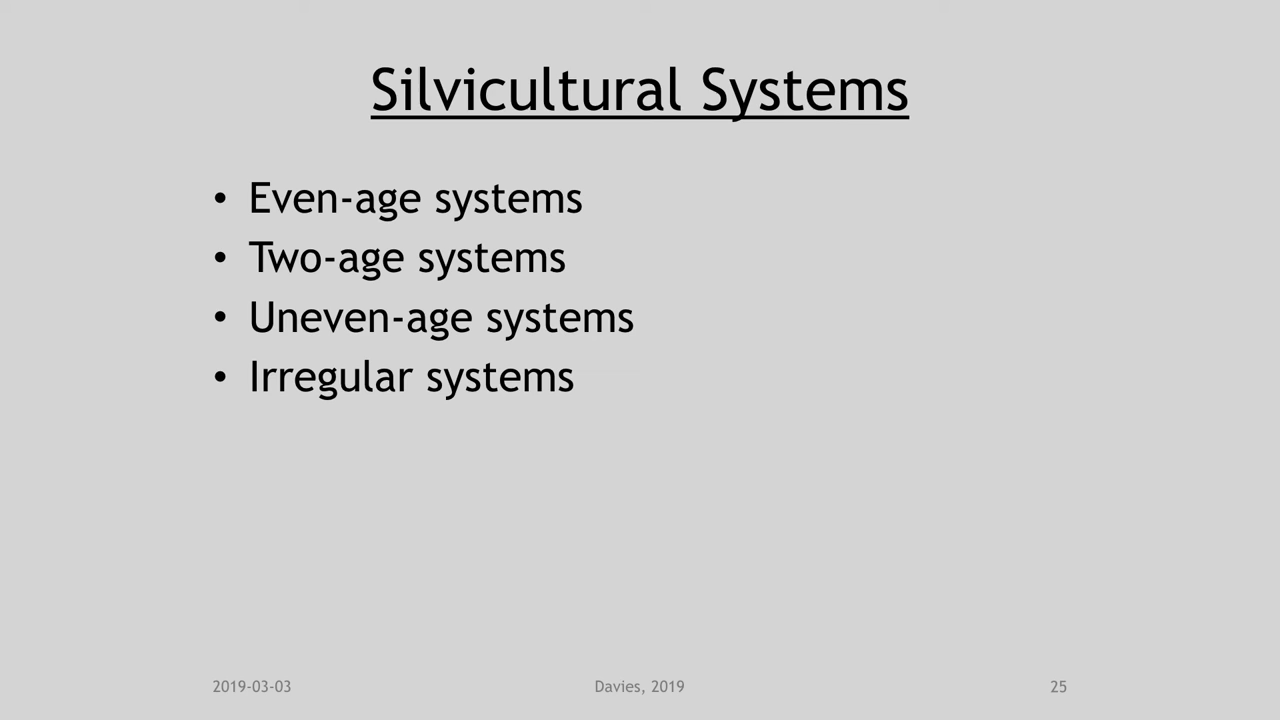 Silvicultural Systems
• Even-age systems
• Two-age systems
• Uneven-age systems
• Irregular systems
2019-03-03
Davies, 2019
25